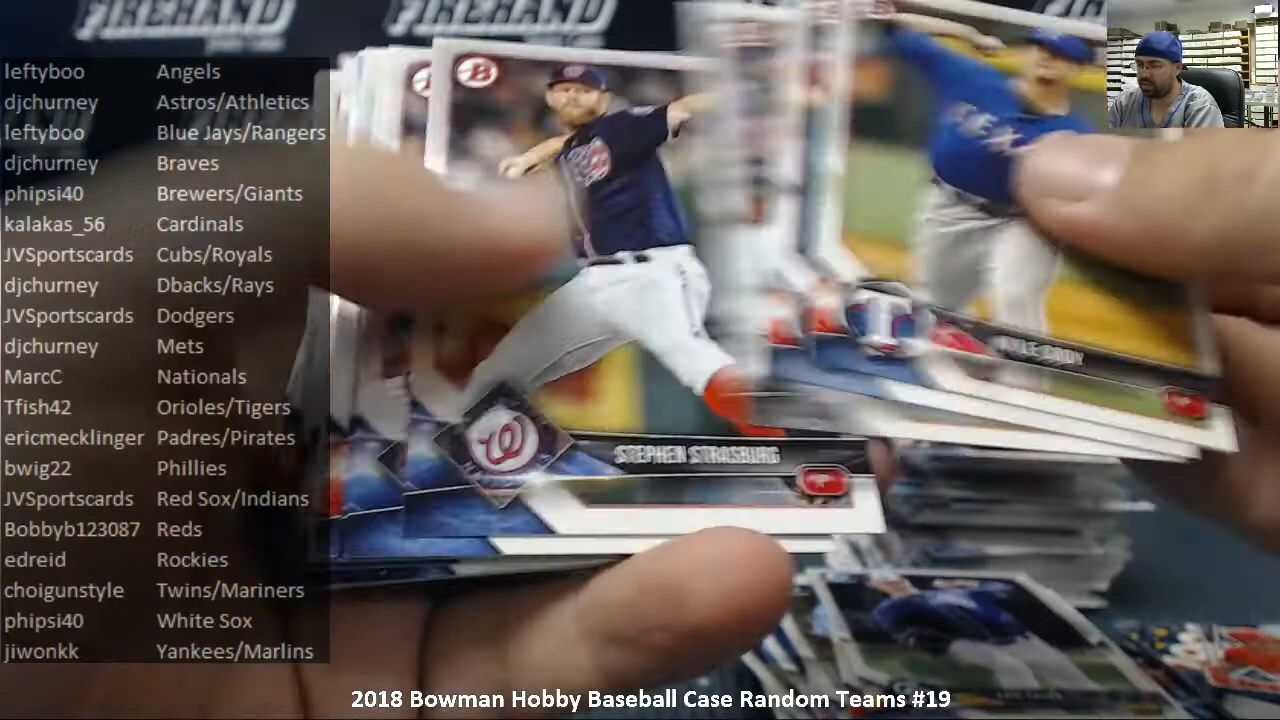 FIREHAND
FIREHAND
leftyboo Angels
djchurney Astros/Athletics
leftyboo Blue Jays/Rangers
djchurney Braves
phipsi40 Brewers/Giants
kalakas_56 Cardinals
JVSportscards Cubs/Royals
djchurney Dbacks/Rays
JVSportscards Dodgers
djchurney Mets
MarcC Nationals
Tfish42 Orioles/Tigers
ericmecklinger Padres/Pirates
bwig22 Phillies
JVSportscards Red Sox/Indians
Bobbyb123087 Reds
edreid Rockies
choigunstyle Twins/Mariners
phipsi40 White Sox
jiwonkk Yankees/Marlins
B
W
STEPHEN STRASBURG
2018 Bowman Hobby Baseball Case Random Teams #19